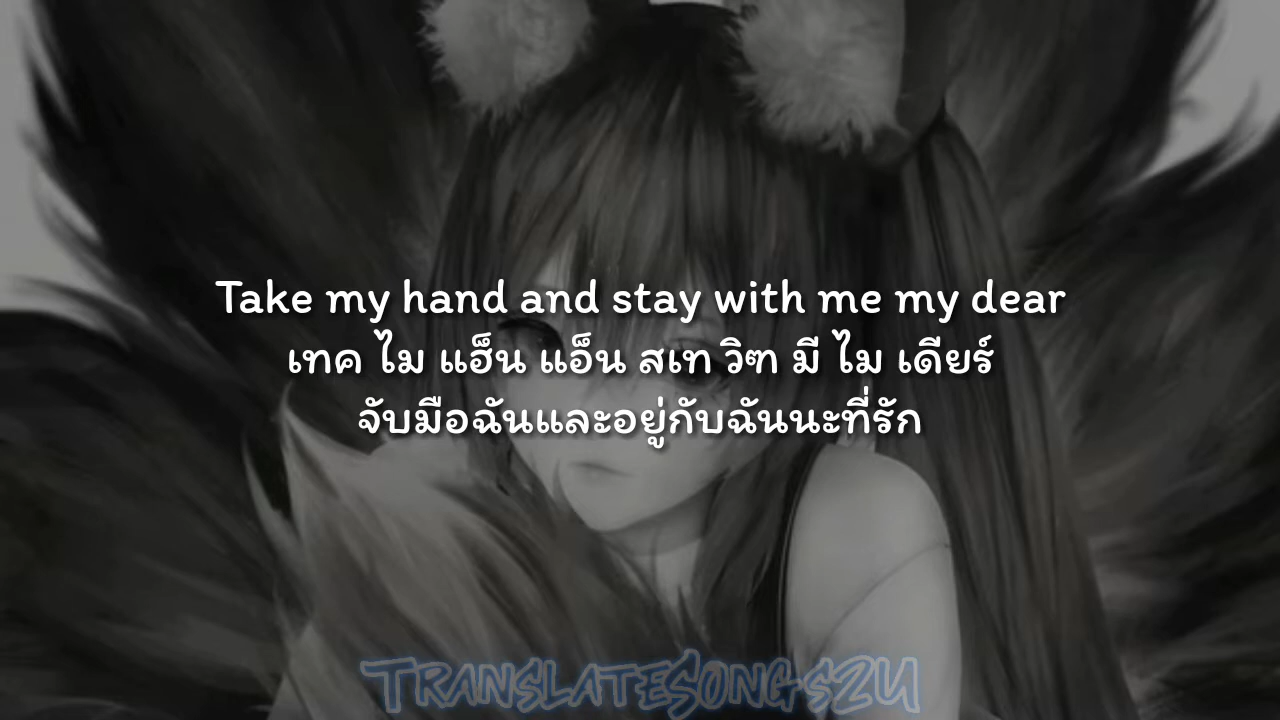 Take my hand and stay with me my dear
เทค ไม แฮ็น แอ็น สเท วิฑ มี ไม เดียร์
จับมือฉันและอยู่กับฉันนะที่รัก
TRANSLATESONGS2U